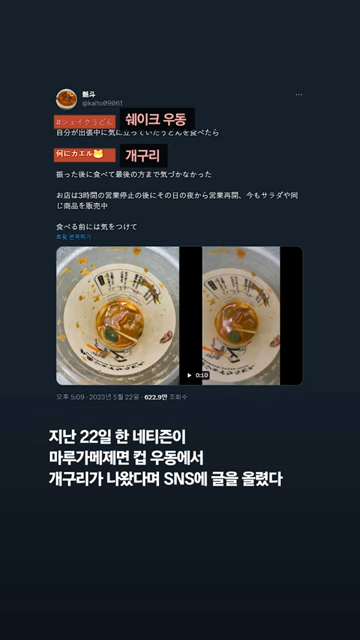 魁斗
@kaito09061
#シェイクうどん
쉐이크 우동
自分が出張中に気に立っていたうどんを食べたら
何にカエル🐸
개구리
振った後に食べて最後の方まで気づかなかった
お店は3時間の営業停止の後にその日の夜から営業再開、今もサラダや同
じ商品を販売中
食べる前には気をつけて
트윗 번역하기
0:10
오후 5:09 · 2023년 5월 22일 · 622.9만 조회수
지난 22일 한 네티즌이
마루가메제면 컵 우동에서
개구리가 나왔다며 SNS에 글을 올렸다